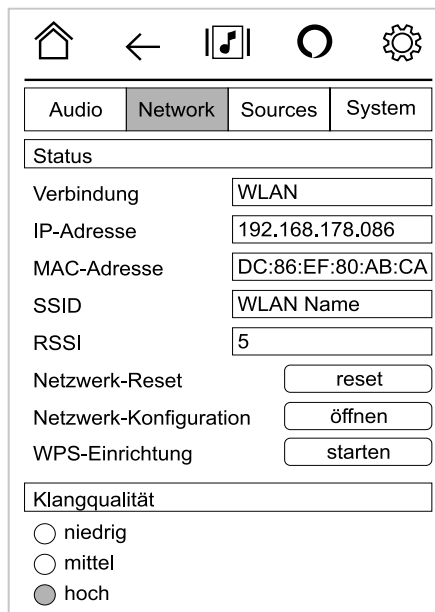 Audio Network Sources System
Status
Verbindung WLAN
IP-Adresse 192.168.178.086
MAC-Adresse DC:86:EF:80:AB:CA
SSID WLAN Name
RSSI 5
Netzwerk-Reset reset
Netzwerk-Konfiguration öffnen
WPS-Einrichtung starten
Klangqualität
niedrig
mittel
hoch